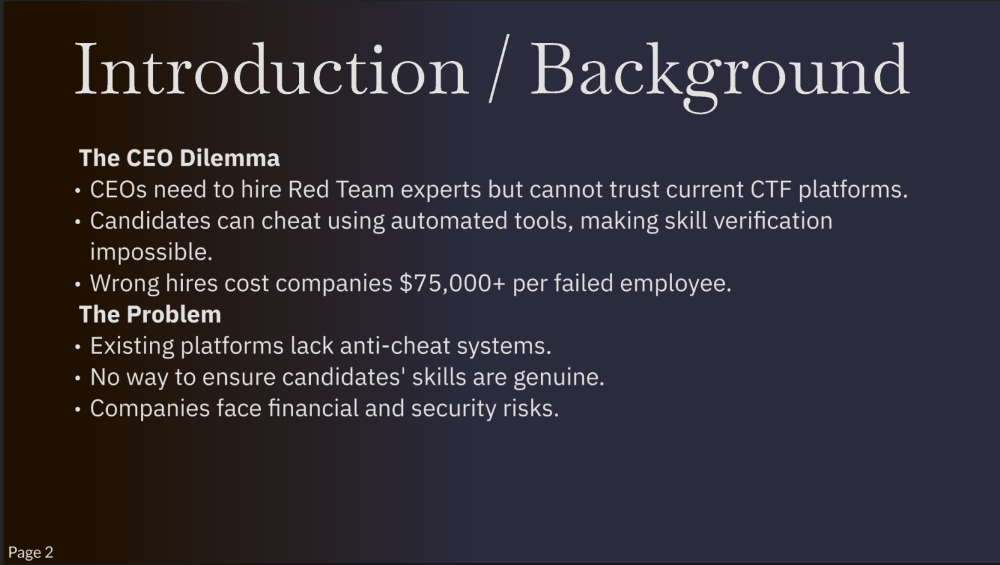 Introduction / Background
The CEO Dilemma
• CEOs need to hire Red Team experts but cannot trust current CTF platforms.
• Candidates can cheat using automated tools, making skill verification
impossible.
• Wrong hires cost companies $75,000+ per failed employee.
The Problem
• Existing platforms lack anti-cheat systems.
• No way to ensure candidates' skills are genuine.
• Companies face financial and security risks.
Page 2